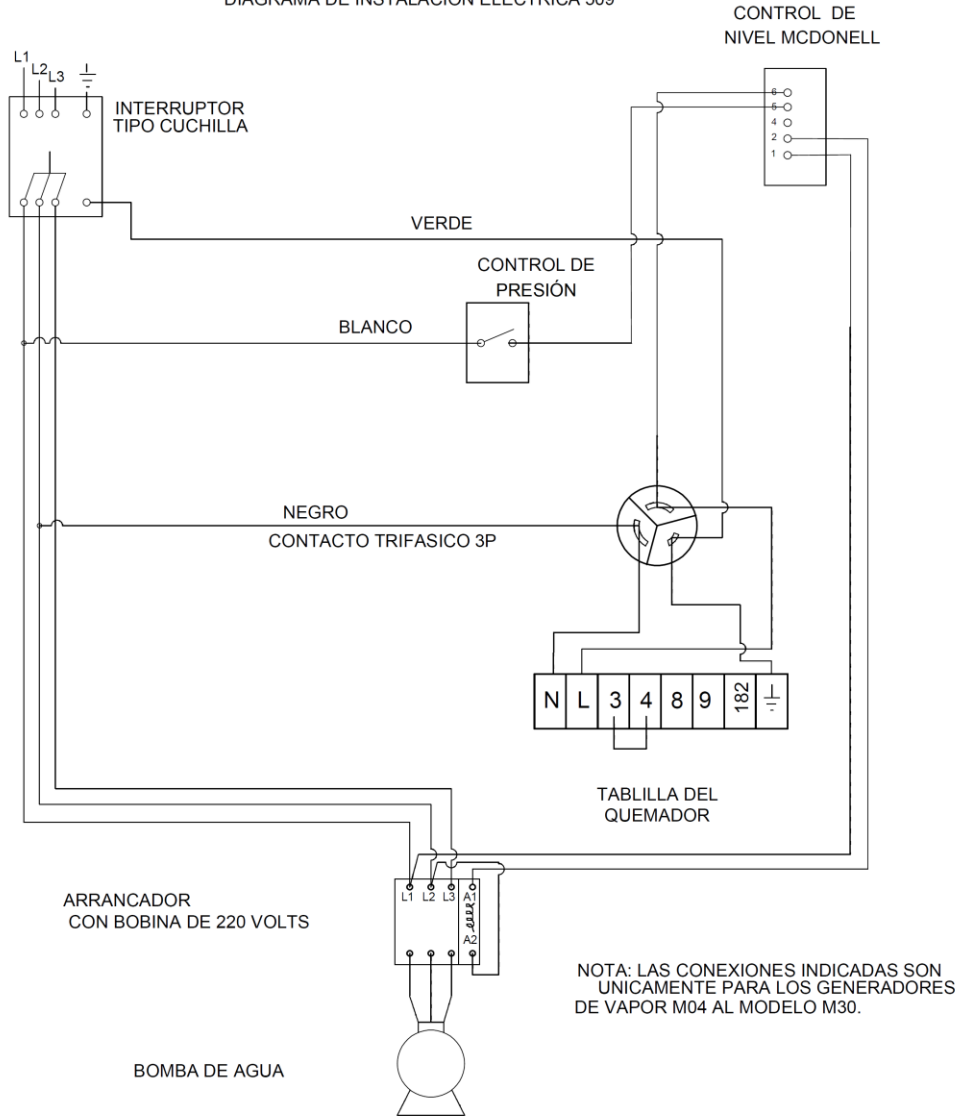 DIAGRAMA DE INSTALACION ELECTRICA 309
CONTROL DE
NIVEL MCDONELL
L1
L2
L3
INTERRUPTOR
TIPO CUCHILLA
6
5
4
2
1
VERDE
CONTROL DE
PRESIÓN
BLANCO
NEGRO
CONTACTO TRIFASICO 3P
N L 3 4 8 9 182
TABLILLA DEL
QUEMADOR
ARRANCADOR
CON BOBINA DE 220 VOLTS
L1 L2 L3 A1
A2
NOTA: LAS CONEXIONES INDICADAS SON
UNICAMENTE PARA LOS GENERADORES
DE VAPOR M04 AL MODELO M30.
BOMBA DE AGUA